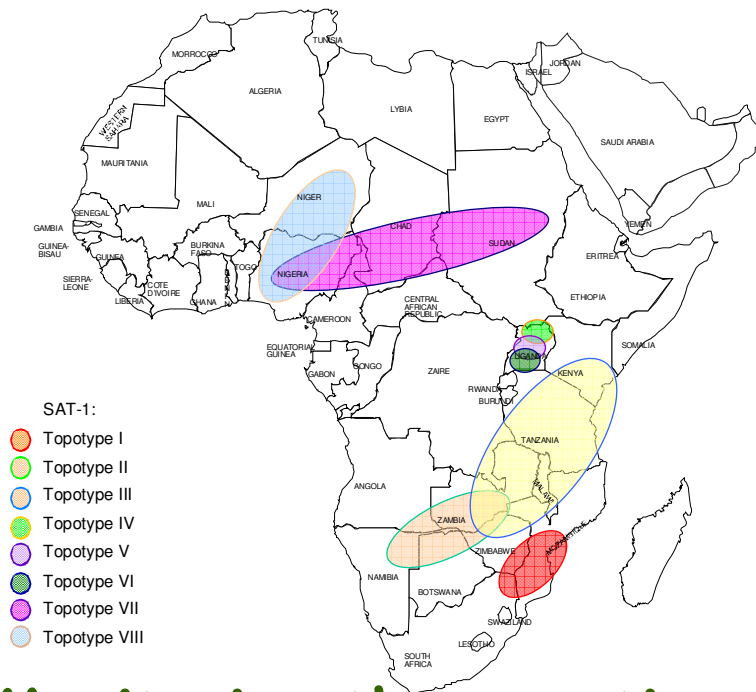 TUNISIA
MORROCCO
JORDAN
ISRAEL
ALGERIA
LYBIA
EGYPT
WESTERN
SAHARA
SAUDI ARABIA
MAURITANIA
MALI
NIGER
SENEGAL
CHAD
YEMEN
GAMBIA
SUDAN
GUINEA-
BISAU
BURKINA
FASO
ERITREA
GUINEA
TOGO
NIGERIA
SIERRA-
LEONE
COTE
D'IVOIRE
LIBERIA
GHANA
ETHIOPIA
CENTRAL
AFRICAN
REPUBLIC
CAMEROON
EQUATORIAL
GUINEA
UGANDA
SOMALIA
GABON
CONGO
ZAIRE
KENYA
RWANDA
BURUNDI
SAT-1:
Topotype I
Topotype II
Topotype III
Topotype IV
Topotype V
Topotype VI
Topotype VII
Topotype VIII
TANZANIA
ANGOLA
MALAWI
ZAMBIA
MOZAMTIQUE
ZIMBABWE
NAMIBIA
BOTSWANA
SWAZILAND
LESOTHO
SOUTH
AFRICA